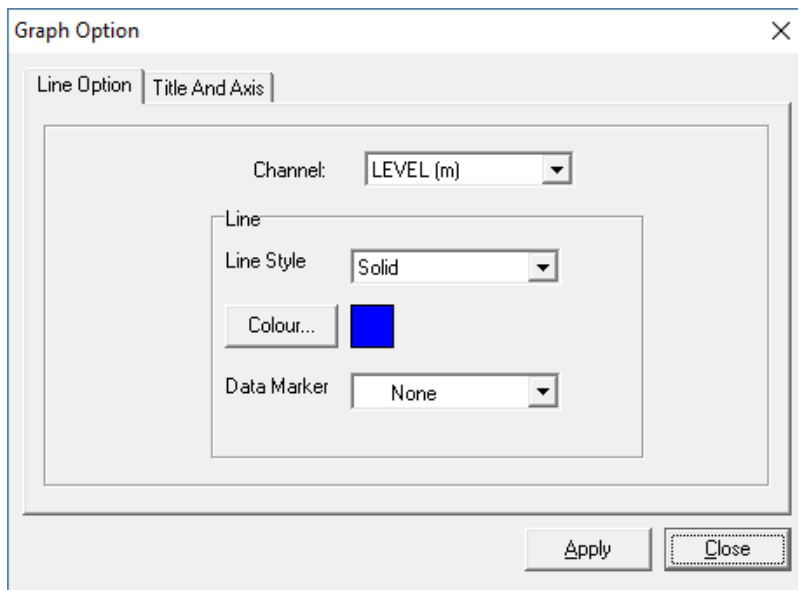 Graph Option
Line Option
Title And Axis
Channel: LEVEL (m)
Line
Line Style Solid
Colour...
Data Marker None
Apply Close